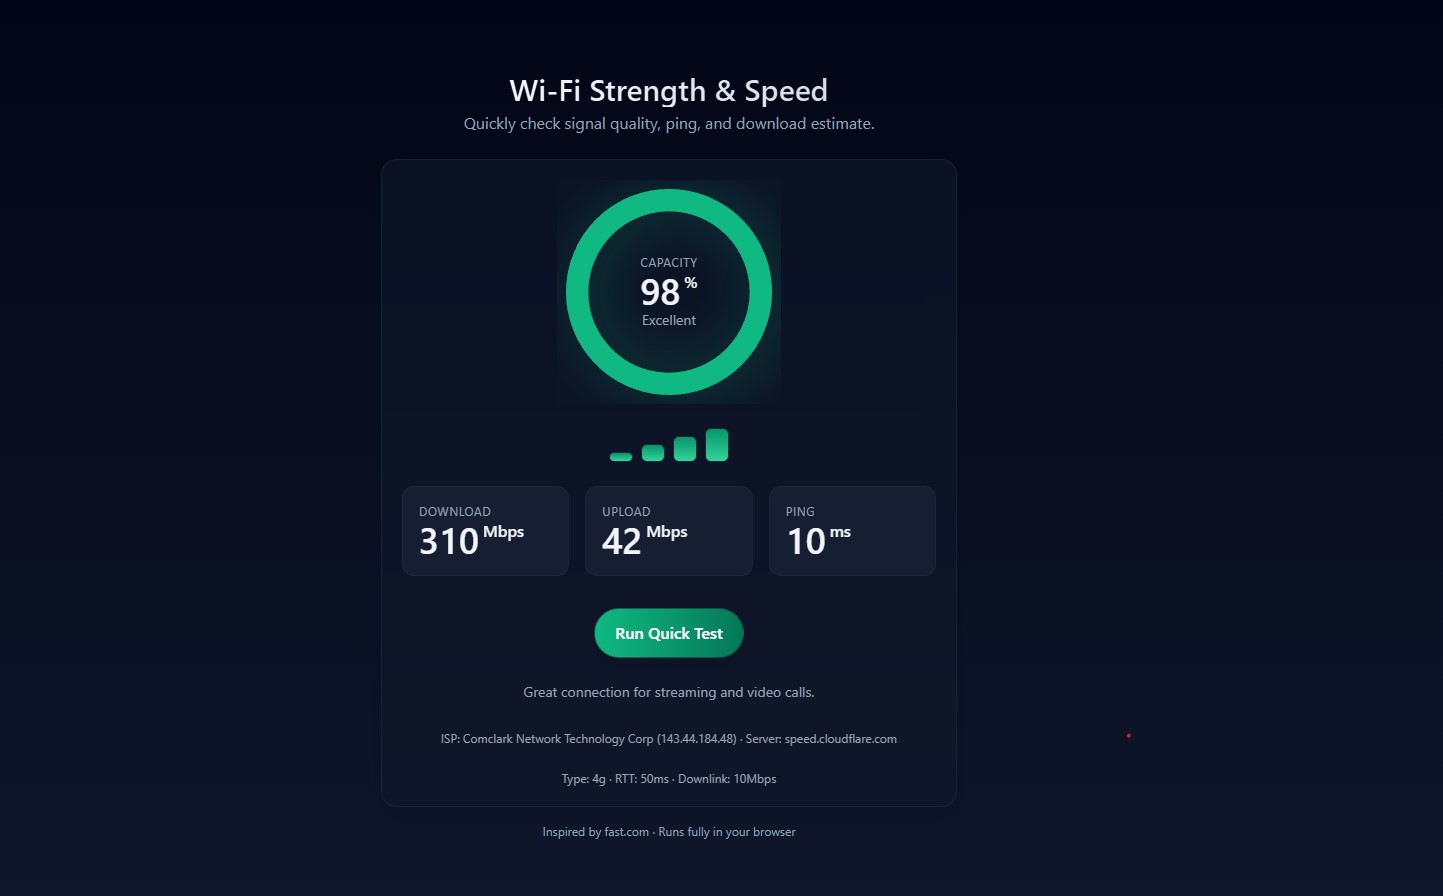 Wi-Fi Strength & Speed
Quickly check signal quality, ping, and download estimate.
CAPACITY
98 %
Excellent
DOWNLOAD
310 Mbps
UPLOAD
42 Mbps
PING
10 ms
Run Quick Test
Great connection for streaming and video calls.
ISP: Comclark Network Technology Corp (143.44.184.48) · Server: speed.cloudflare.com
Type: 4g · RTT: 50ms · Downlink: 10Mbps
Inspired by fast.com · Runs fully in your browser